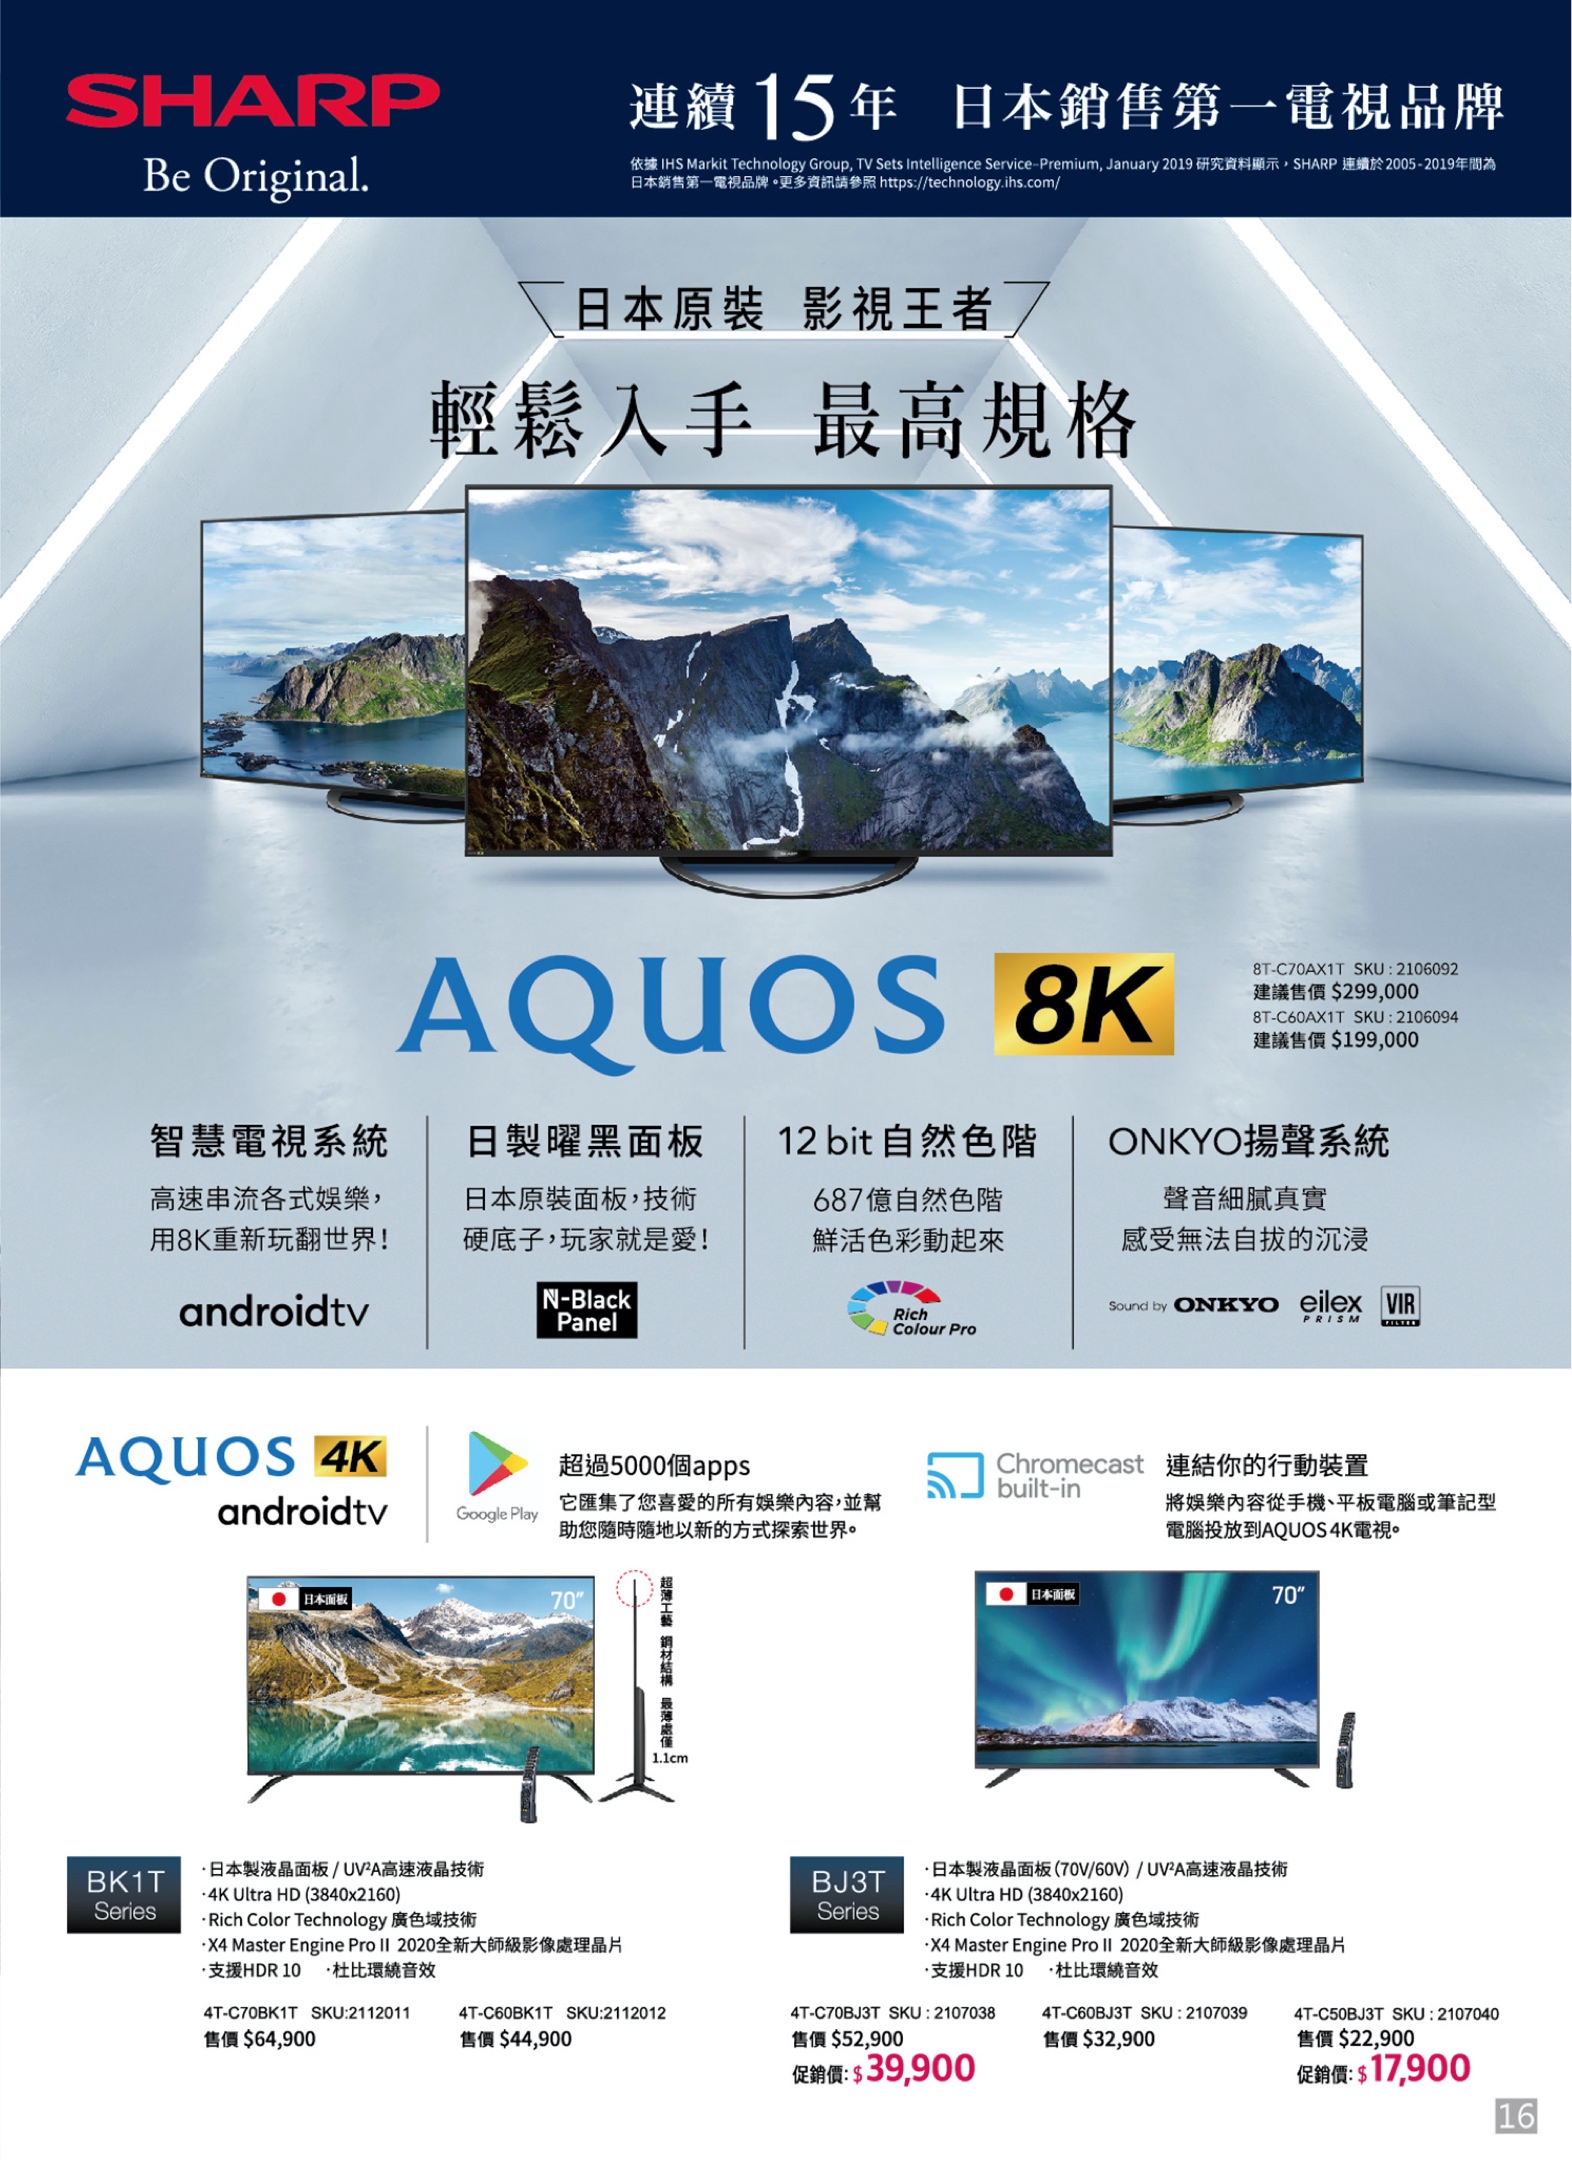 SHARP
Be Original.
連續15年 日本銷售第一電視品牌
依據 IHS Markit Technology Group, TV Sets Intelligence Service–Premium, January 2019 研究資料顯示，SHARP 連續於2005-2019年間為
日本銷售第一電視品牌。更多資訊請參照 https://technology.ihs.com/
日本原裝 影視王者
輕鬆入手 最高規格
AQUOS 8K
8T-C70AX1T SKU : 2106092
建議售價 $299,000
8T-C60AX1T SKU : 2106094
建議售價 $199,000
智慧電視系統
高速串流各式娛樂，
用8K重新玩翻世界！
androidtv
日製曜黑面板
日本原裝面板，技術
硬底子，玩家就是愛！
N-Black
Panel
12 bit 自然色階
687億自然色階
鮮活色彩動起來
Rich
Colour Pro
ONKYO揚聲系統
聲音細膩真實
感受無法自拔的沉浸
Sound by ONKYO eilex PRISM VIR FILTER
AQUOS 4K
androidtv
Google Play
超過5000個apps
它匯集了您喜愛的所有娛樂內容，並幫
助您隨時隨地以新的方式探索世界。
Chromecast
built-in
連結你的行動裝置
將娛樂內容從手機、平板電腦或筆記型
電腦投放到AQUOS 4K電視。
日本面板
70"
超薄工藝 鋼材結構 最薄處僅
1.1cm
日本面板
70"
BK1T
Series
·日本製液晶面板 / UV²A高速液晶技術
·4K Ultra HD (3840x2160)
·Rich Color Technology 廣色域技術
·X4 Master Engine Pro II 2020全新大師級影像處理晶片
·支援HDR 10 ·杜比環繞音效
4T-C70BK1T SKU:2112011
售價 $64,900
4T-C60BK1T SKU:2112012
售價 $44,900
BJ3T
Series
·日本製液晶面板（70V/60V） / UV²A高速液晶技術
·4K Ultra HD (3840x2160)
·Rich Color Technology 廣色域技術
·X4 Master Engine Pro II 2020全新大師級影像處理晶片
·支援HDR 10 ·杜比環繞音效
4T-C70BJ3T SKU : 2107038
售價 $52,900
促銷價: $39,900
4T-C60BJ3T SKU : 2107039
售價 $32,900
4T-C50BJ3T SKU : 2107040
售價 $22,900
促銷價: $17,900
16